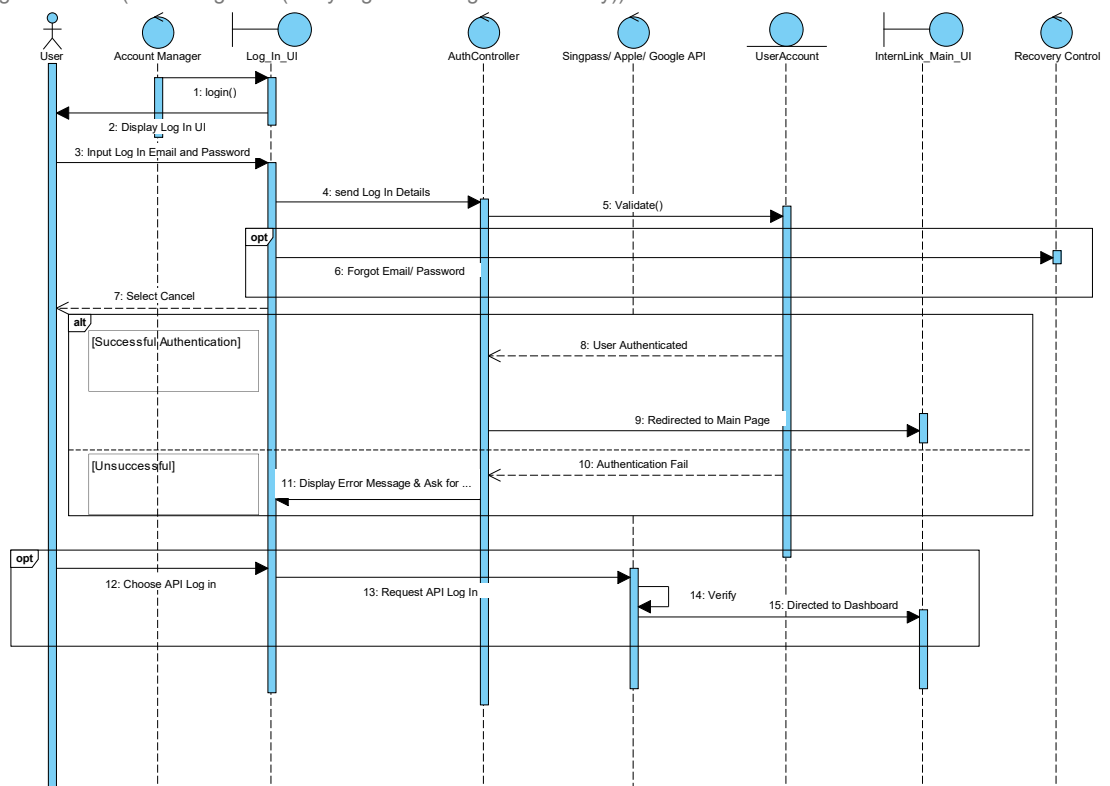 User
Account Manager
Log_In_UI
AuthController
Singpass/ Apple/ Google API
UserAccount
InternLink_Main_UI
Recovery Control
1: login()
2: Display Log In UI
3: Input Log In Email and Password
4: send Log In Details
5: Validate()
opt
6: Forgot Email/ Password
7: Select Cancel
alt
[Successful Authentication]
8: User Authenticated
9: Redirected to Main Page
[Unsuccessful]
10: Authentication Fail
11: Display Error Message & Ask for ...
opt
12: Choose API Log in
13: Request API Log In
14: Verify
15: Directed to Dashboard